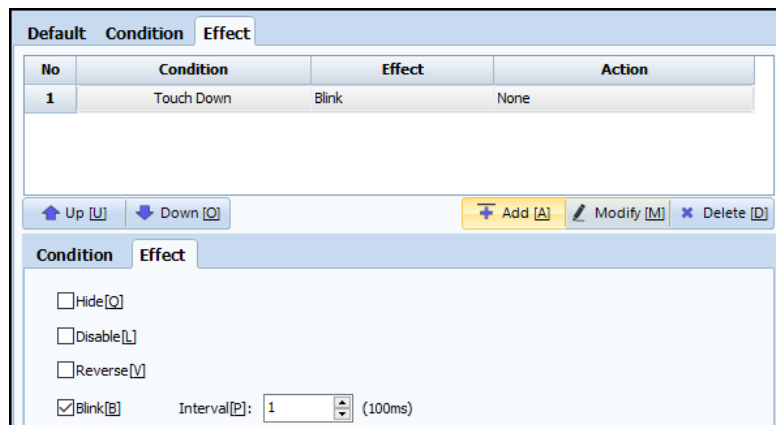 Default Condition Effect
No Condition Effect Action
1 Touch Down Blink None
Up [U] Down [O] Add [A] Modify [M] Delete [D]
Condition Effect
Hide[O]
Disable[L]
Reverse[V]
Blink[B] Interval[P]: 1 (100ms)